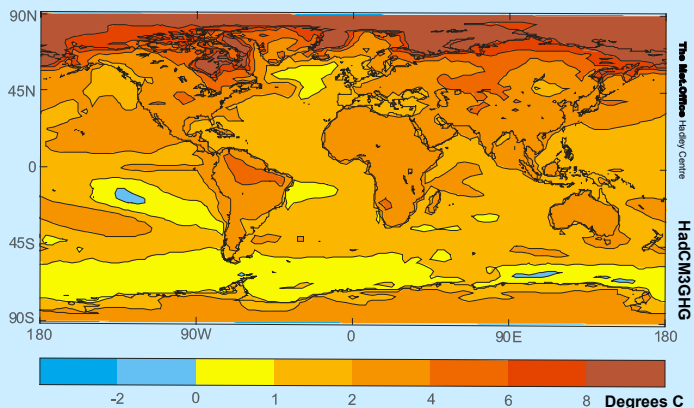 90N
45N
0
45S
90S
180
90W
0
90E
180
The Met.Office Hadley Centre
HadCM3GHG
-2
0
1
2
4
6
8
Degrees C